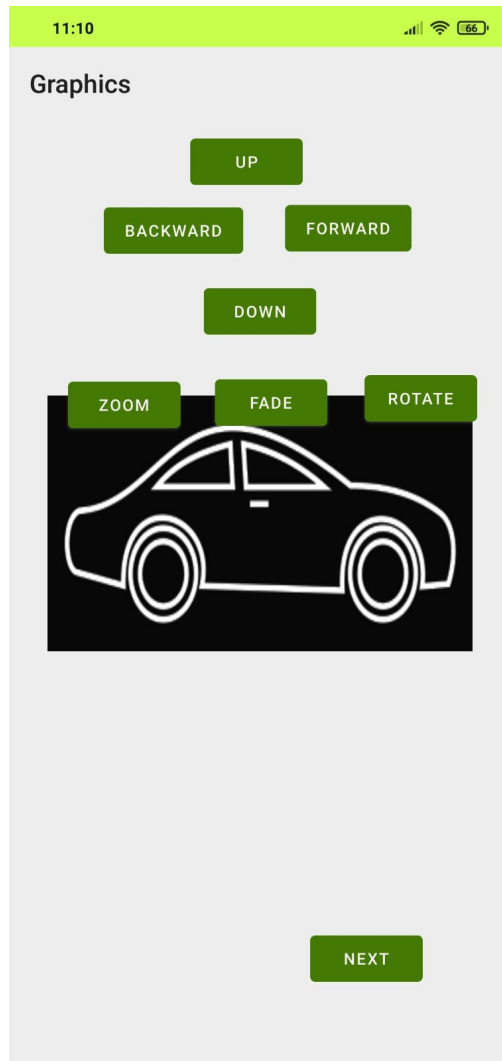 11:10
66
Graphics
UP
BACKWARD FORWARD
DOWN
ZOOM FADE ROTATE
NEXT